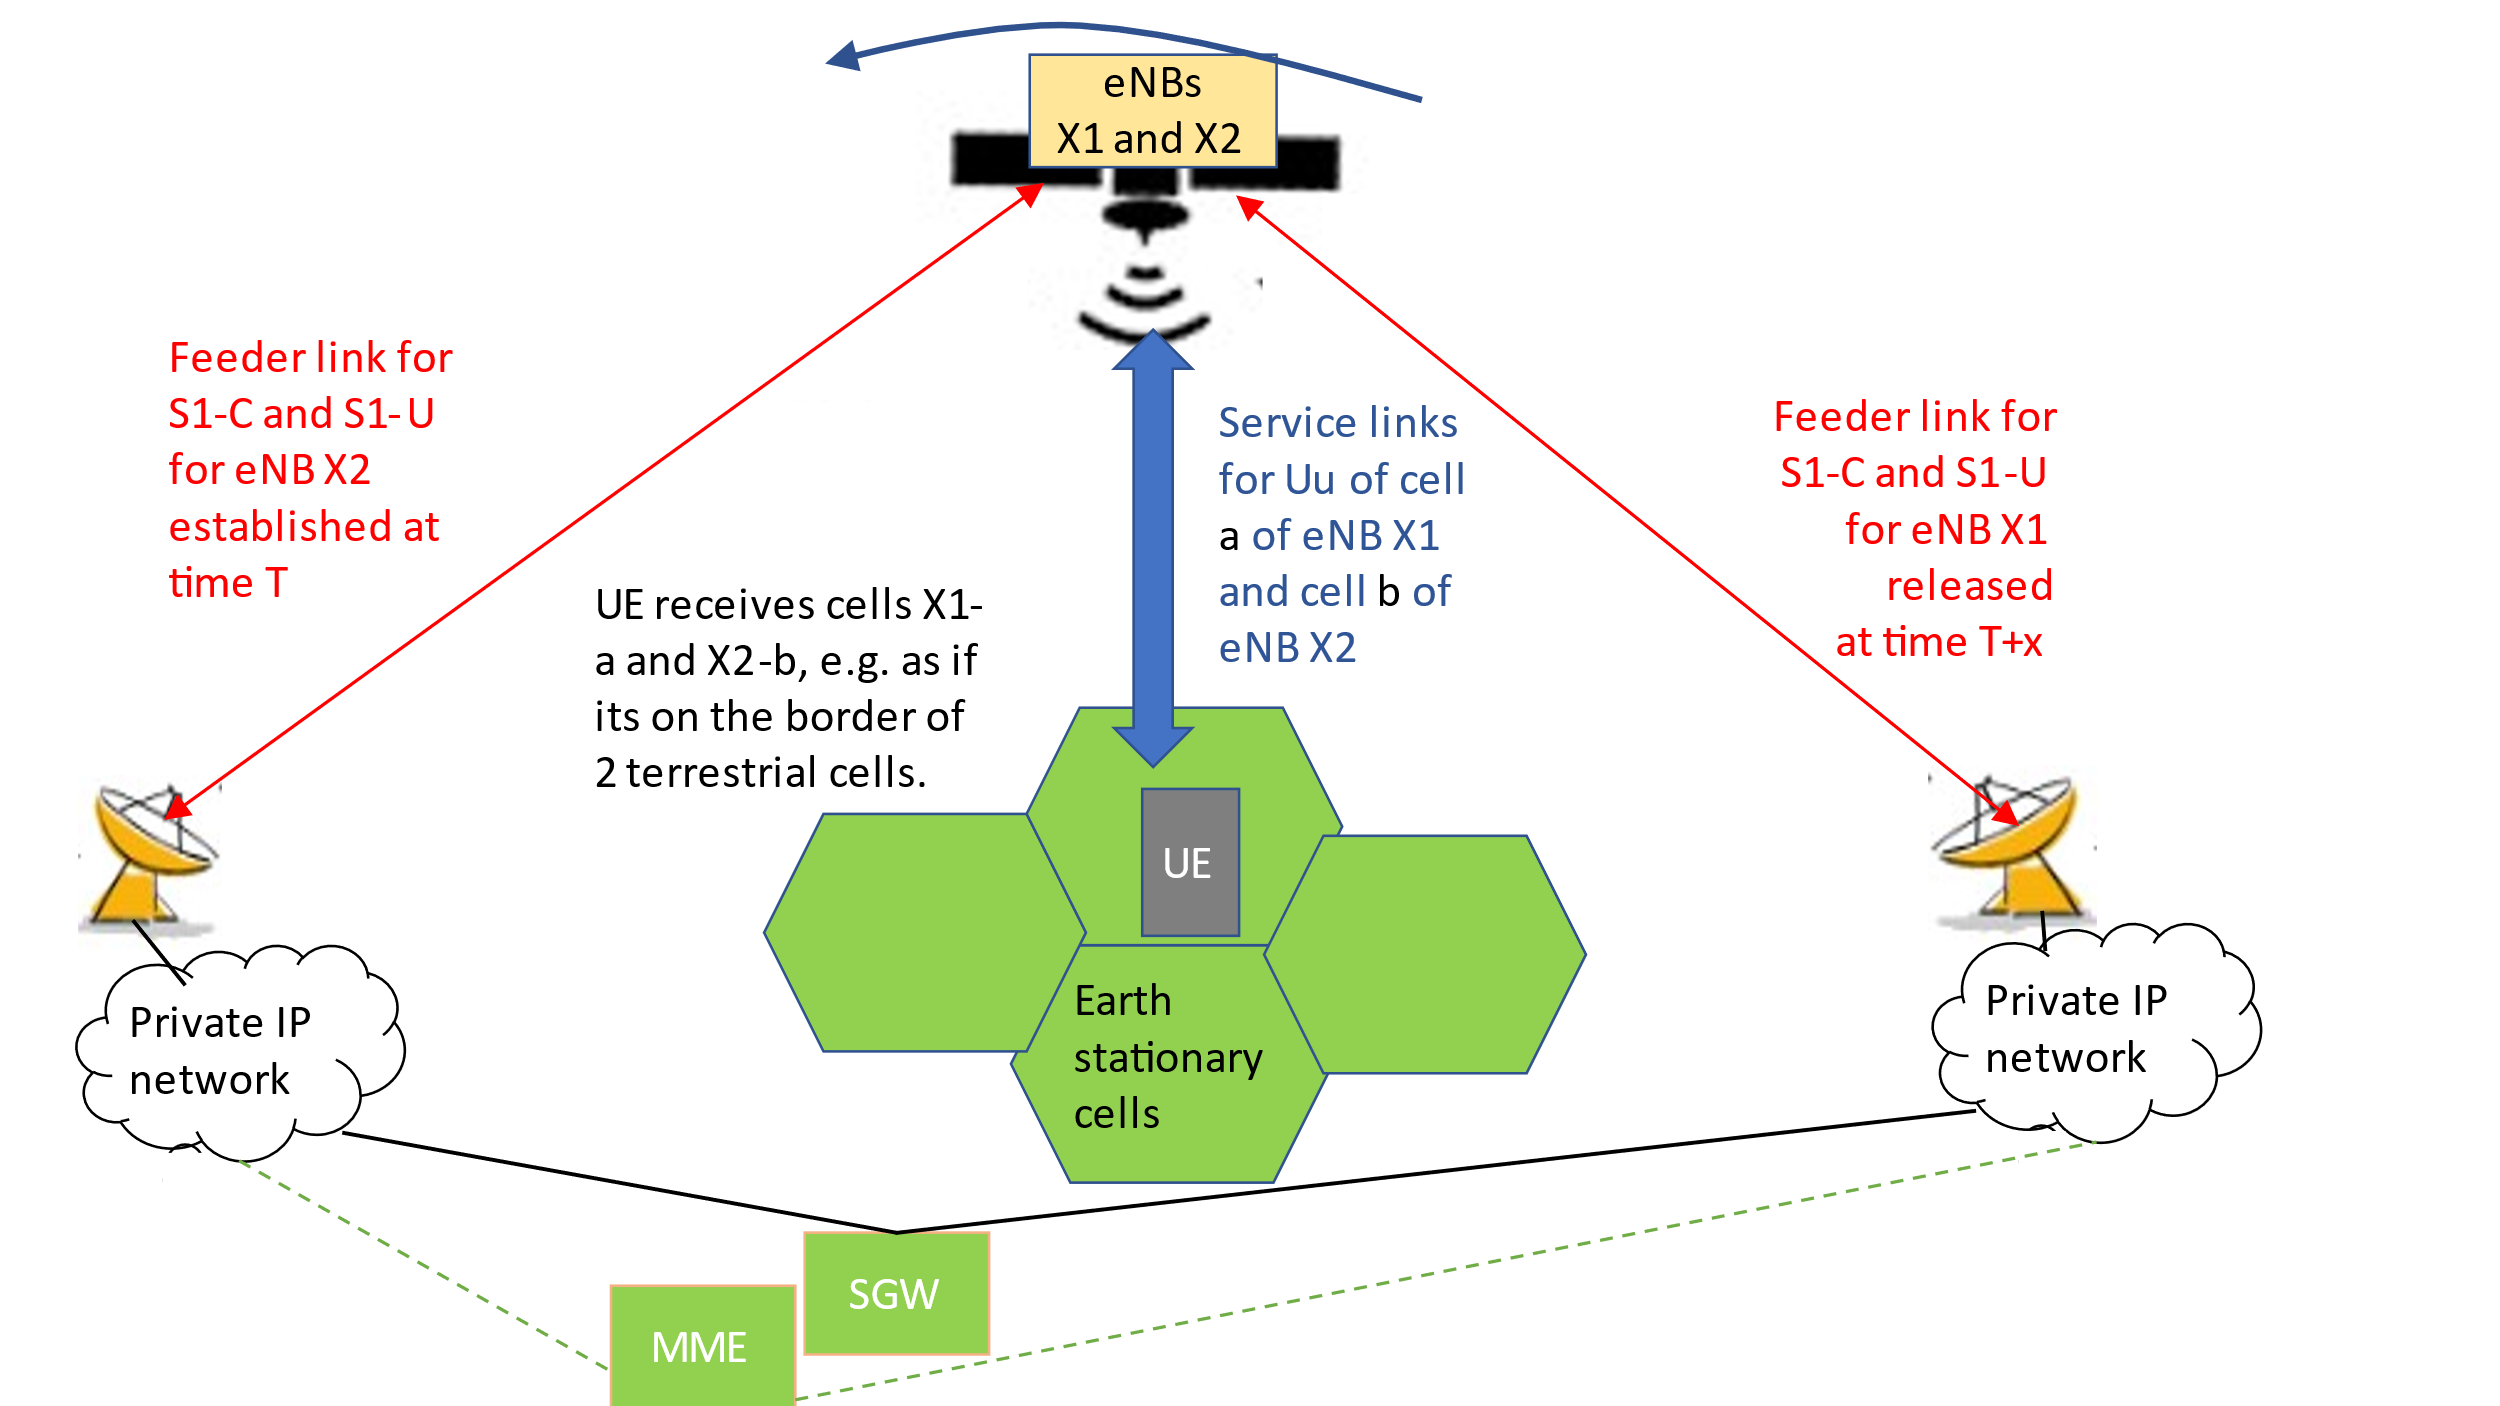 eNBs
X1 and X2
Feeder link for
S1-C and S1-U
for eNB X2
established at
time T
UE receives cells X1-
a and X2-b, e.g. as if
its on the border of
2 terrestrial cells.
Service links
for Uu of cell
a of eNB X1
and cell b of
eNB X2
Feeder link for
S1-C and S1-U
for eNB X1
released
at time T+x
UE
Earth
stationary
cells
Private IP
network
Private IP
network
SGW
MME